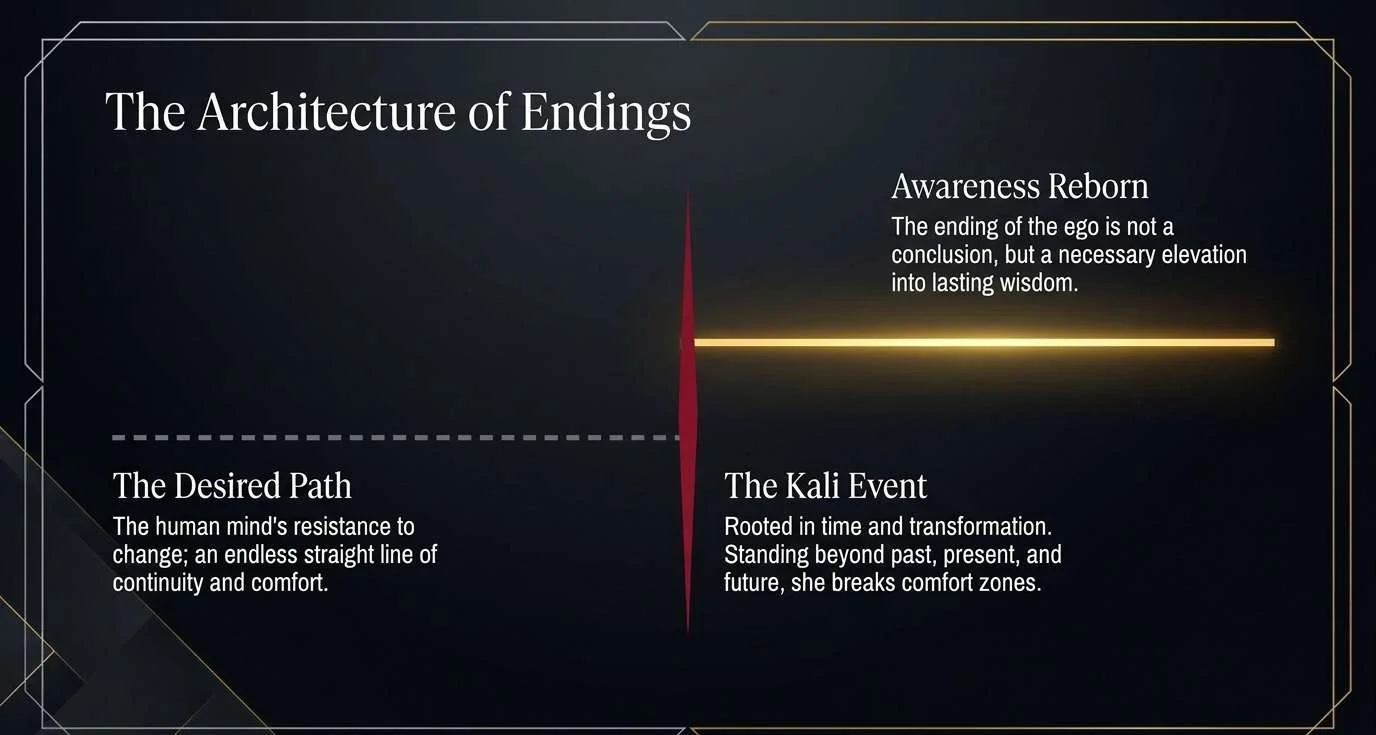 The Architecture of Endings
Awareness Reborn
The ending of the ego is not a
conclusion, but a necessary elevation
into lasting wisdom.
The Desired Path
The human mind's resistance to
change; an endless straight line of
continuity and comfort.
The Kali Event
Rooted in time and transformation.
Standing beyond past, present, and
future, she breaks comfort zones.